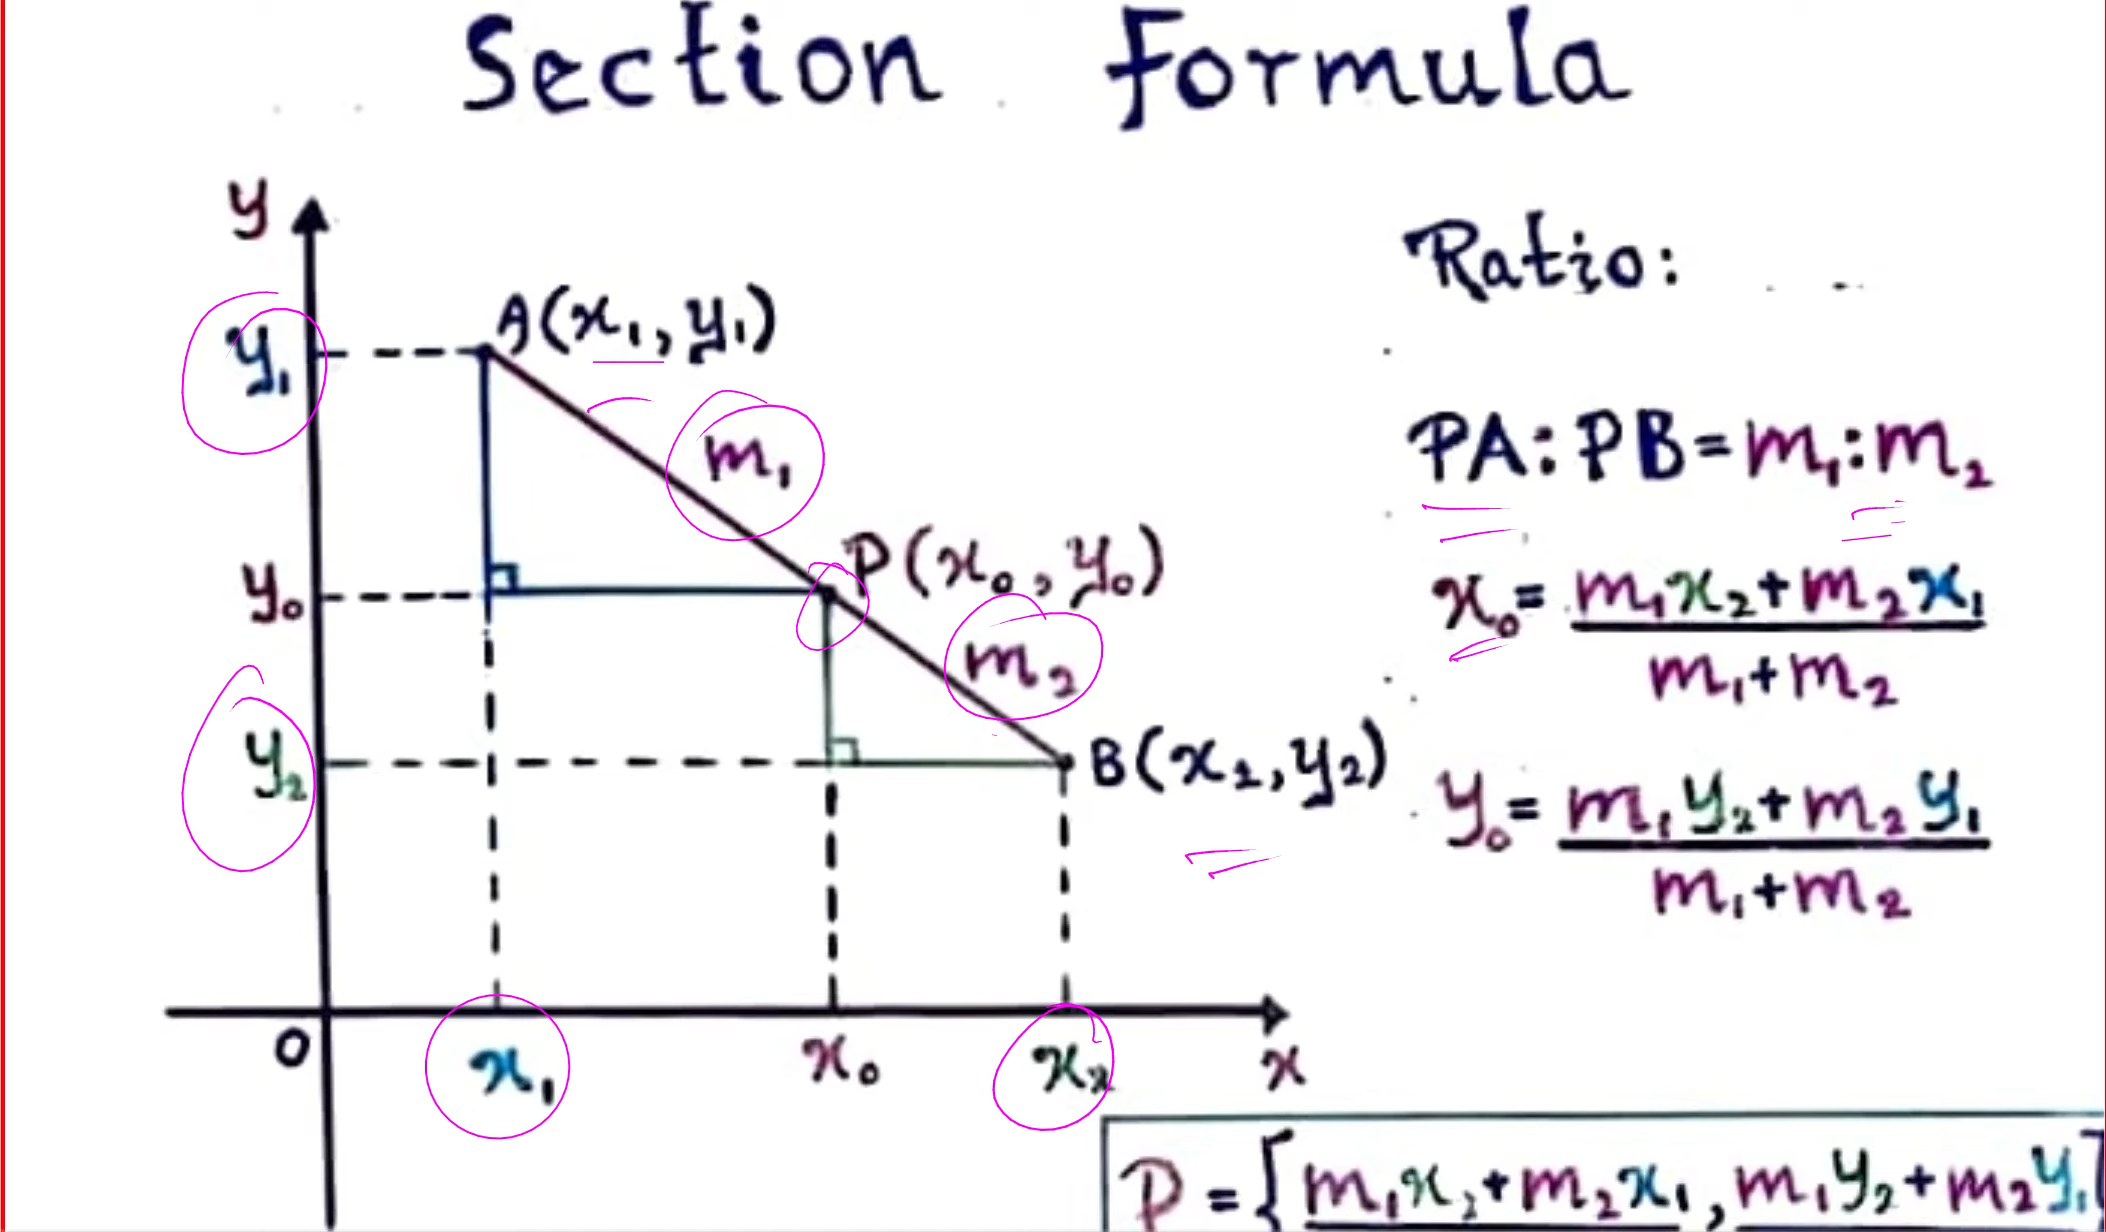 Section Formula
y
Ratio:
A(x₁, y₁)
y₁
m₁
PA:PB=m₁:m₂
P(x₀, y₀)
y₀
x₀= m₁x₂+m₂x₁
m₁+m₂
m₂
y₂
B(x₂, y₂)
y₀= m₁y₂+m₂y₁
m₁+m₂
O x₁ x₀ x₂ x
P = { m₁x₂+m₂x₁ , m₁y₂+m₂y₁